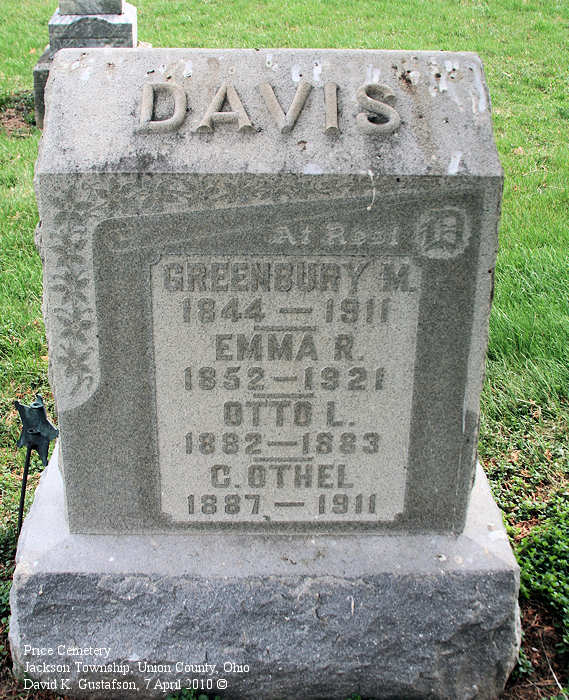 DAVIS
At Rest D
GREENBURY M.
1844 — 1911
EMMA R.
1852 — 1921
OTTO L.
1882 — 1883
C. OTHEL
1887 — 1911
Price Cemetery
Jackson Township, Union County, Ohio
David K. Gustafson, 7 April 2010 ©